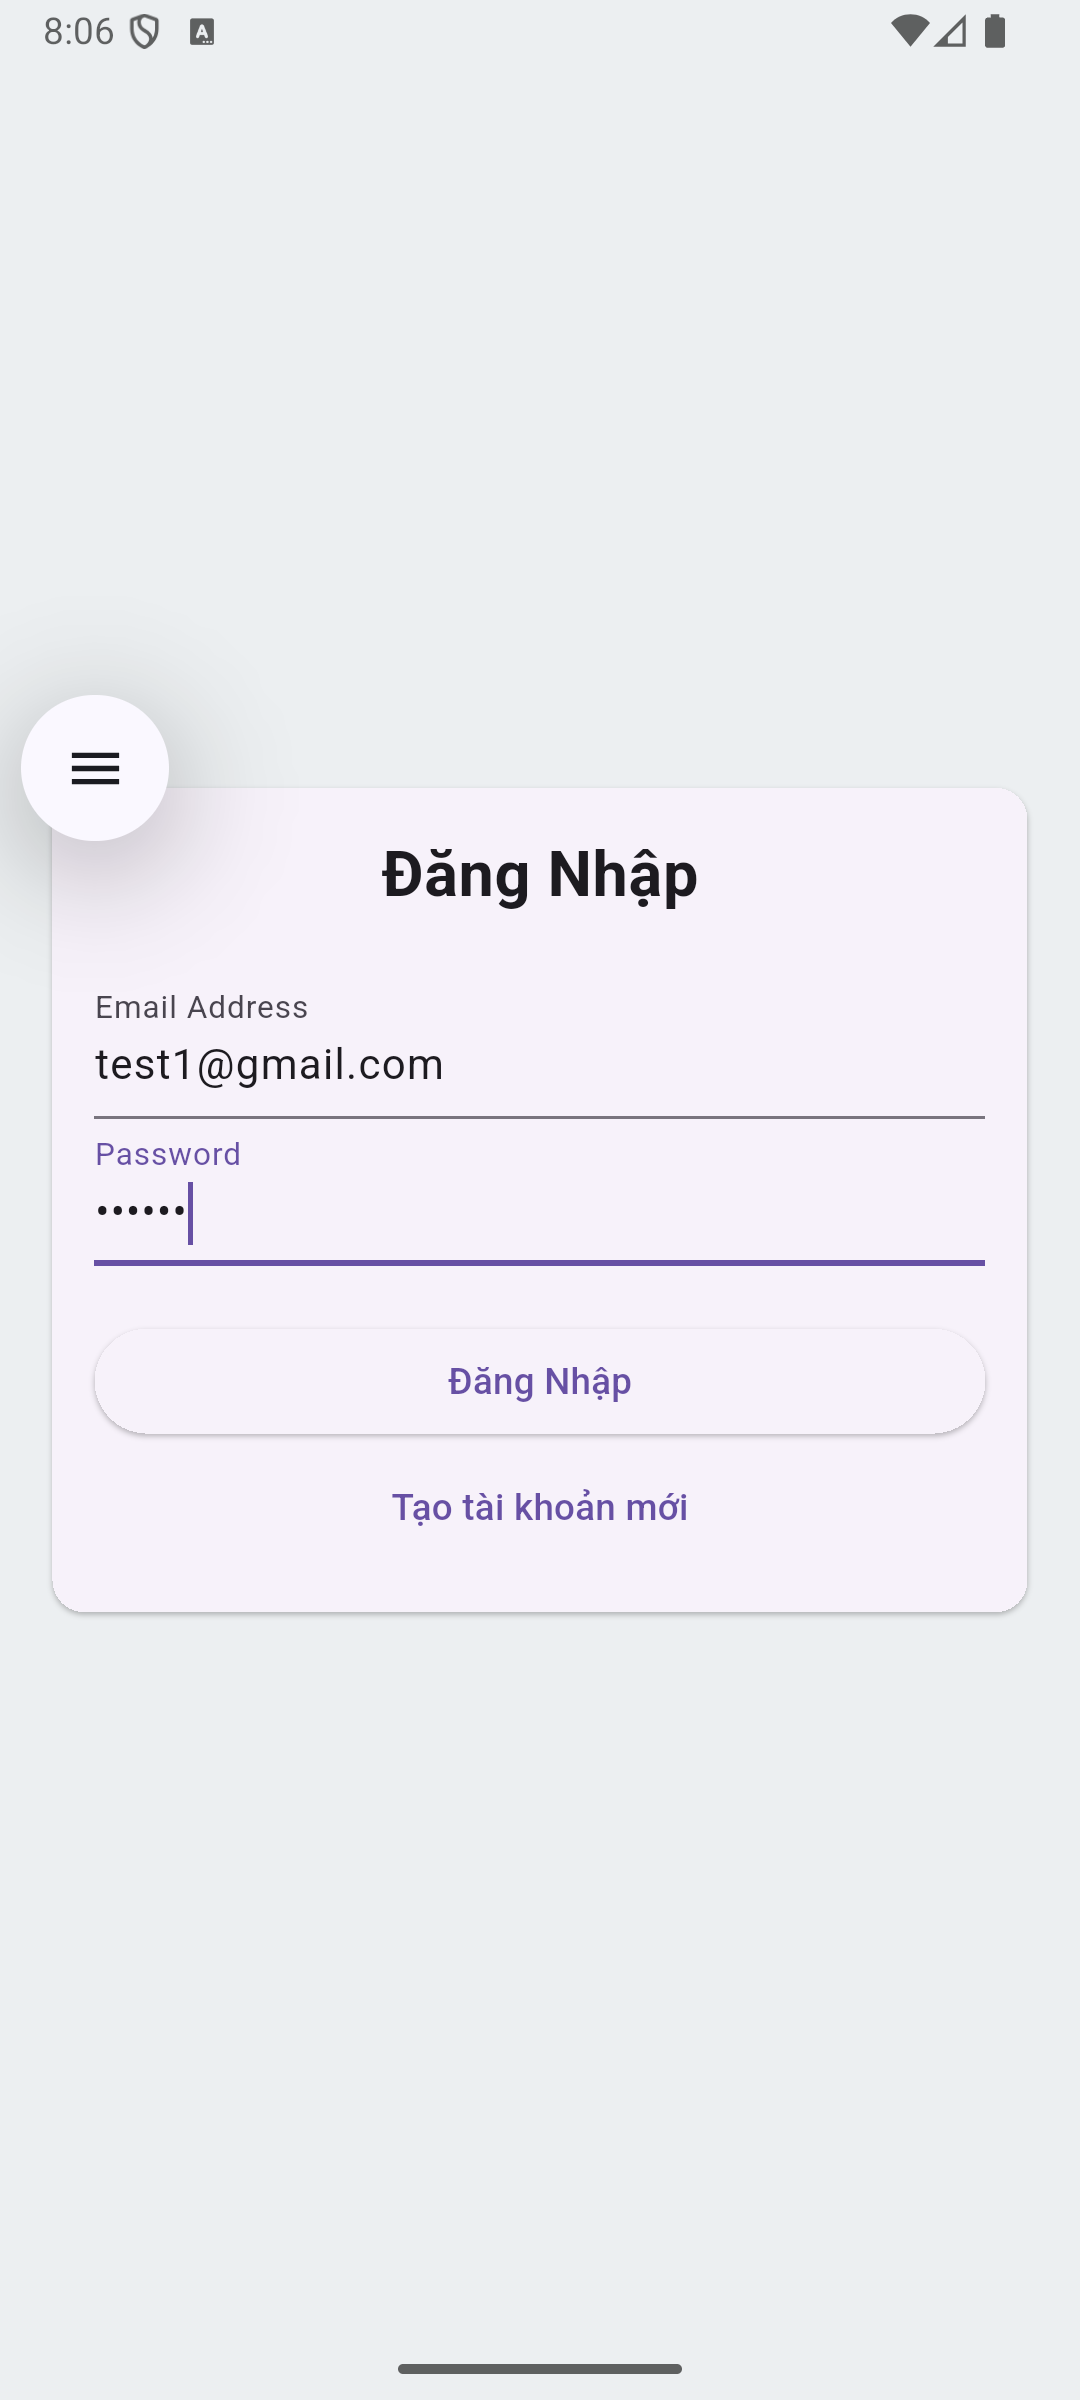 8:06
Đăng Nhập
Email Address
test1@gmail.com
Password
••••••
Đăng Nhập
Tạo tài khoản mới